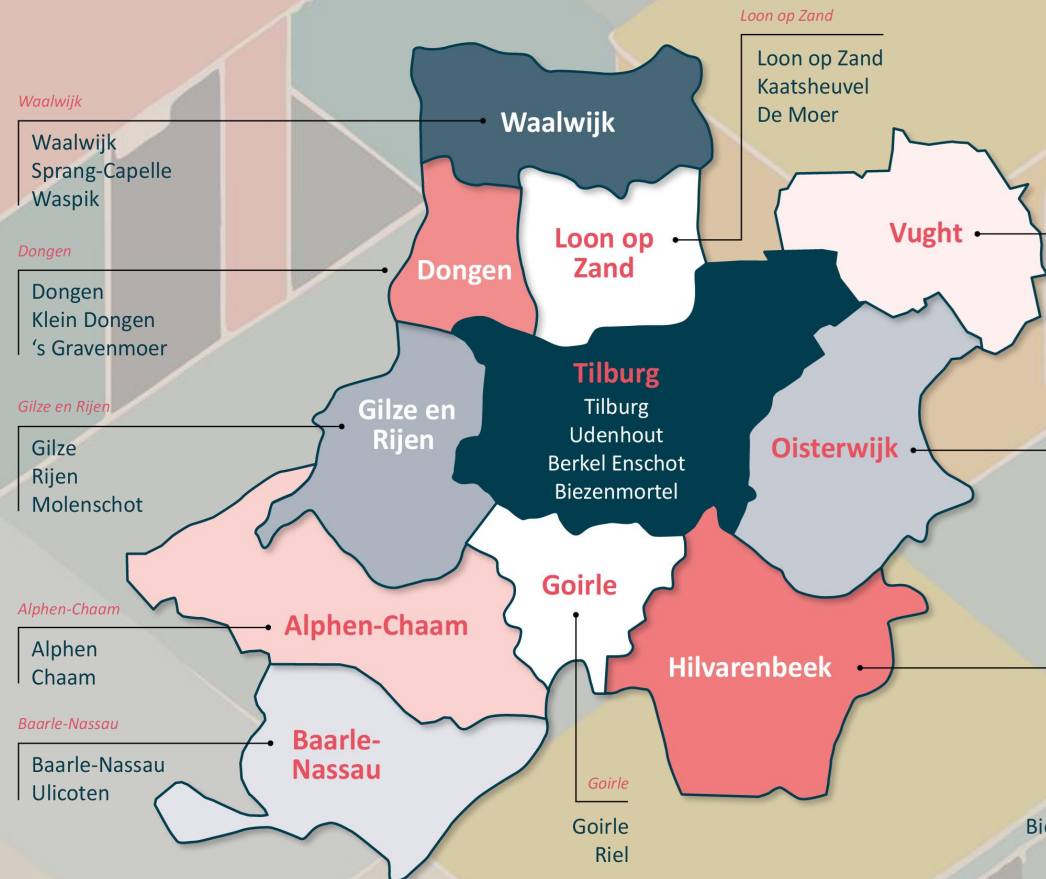 Loon op Zand
Loon op Zand
Kaatsheuvel
De Moer
Waalwijk
Waalwijk
Sprang-Capelle
Waspik
Waalwijk
Dongen
Dongen
Klein Dongen
‘s Gravenmoer
Dongen
Loon op
Zand
Vught
Gilze en Rijen
Gilze
Rijen
Molenschot
Gilze en
Rijen
Tilburg
Tilburg
Udenhout
Berkel Enschot
Biezenmortel
Oisterwijk
Alphen-Chaam
Alphen
Chaam
Alphen-Chaam
Goirle
Hilvarenbeek
Baarle-Nassau
Baarle-Nassau
Ulicoten
Baarle-
Nassau
Goirle
Goirle
Riel